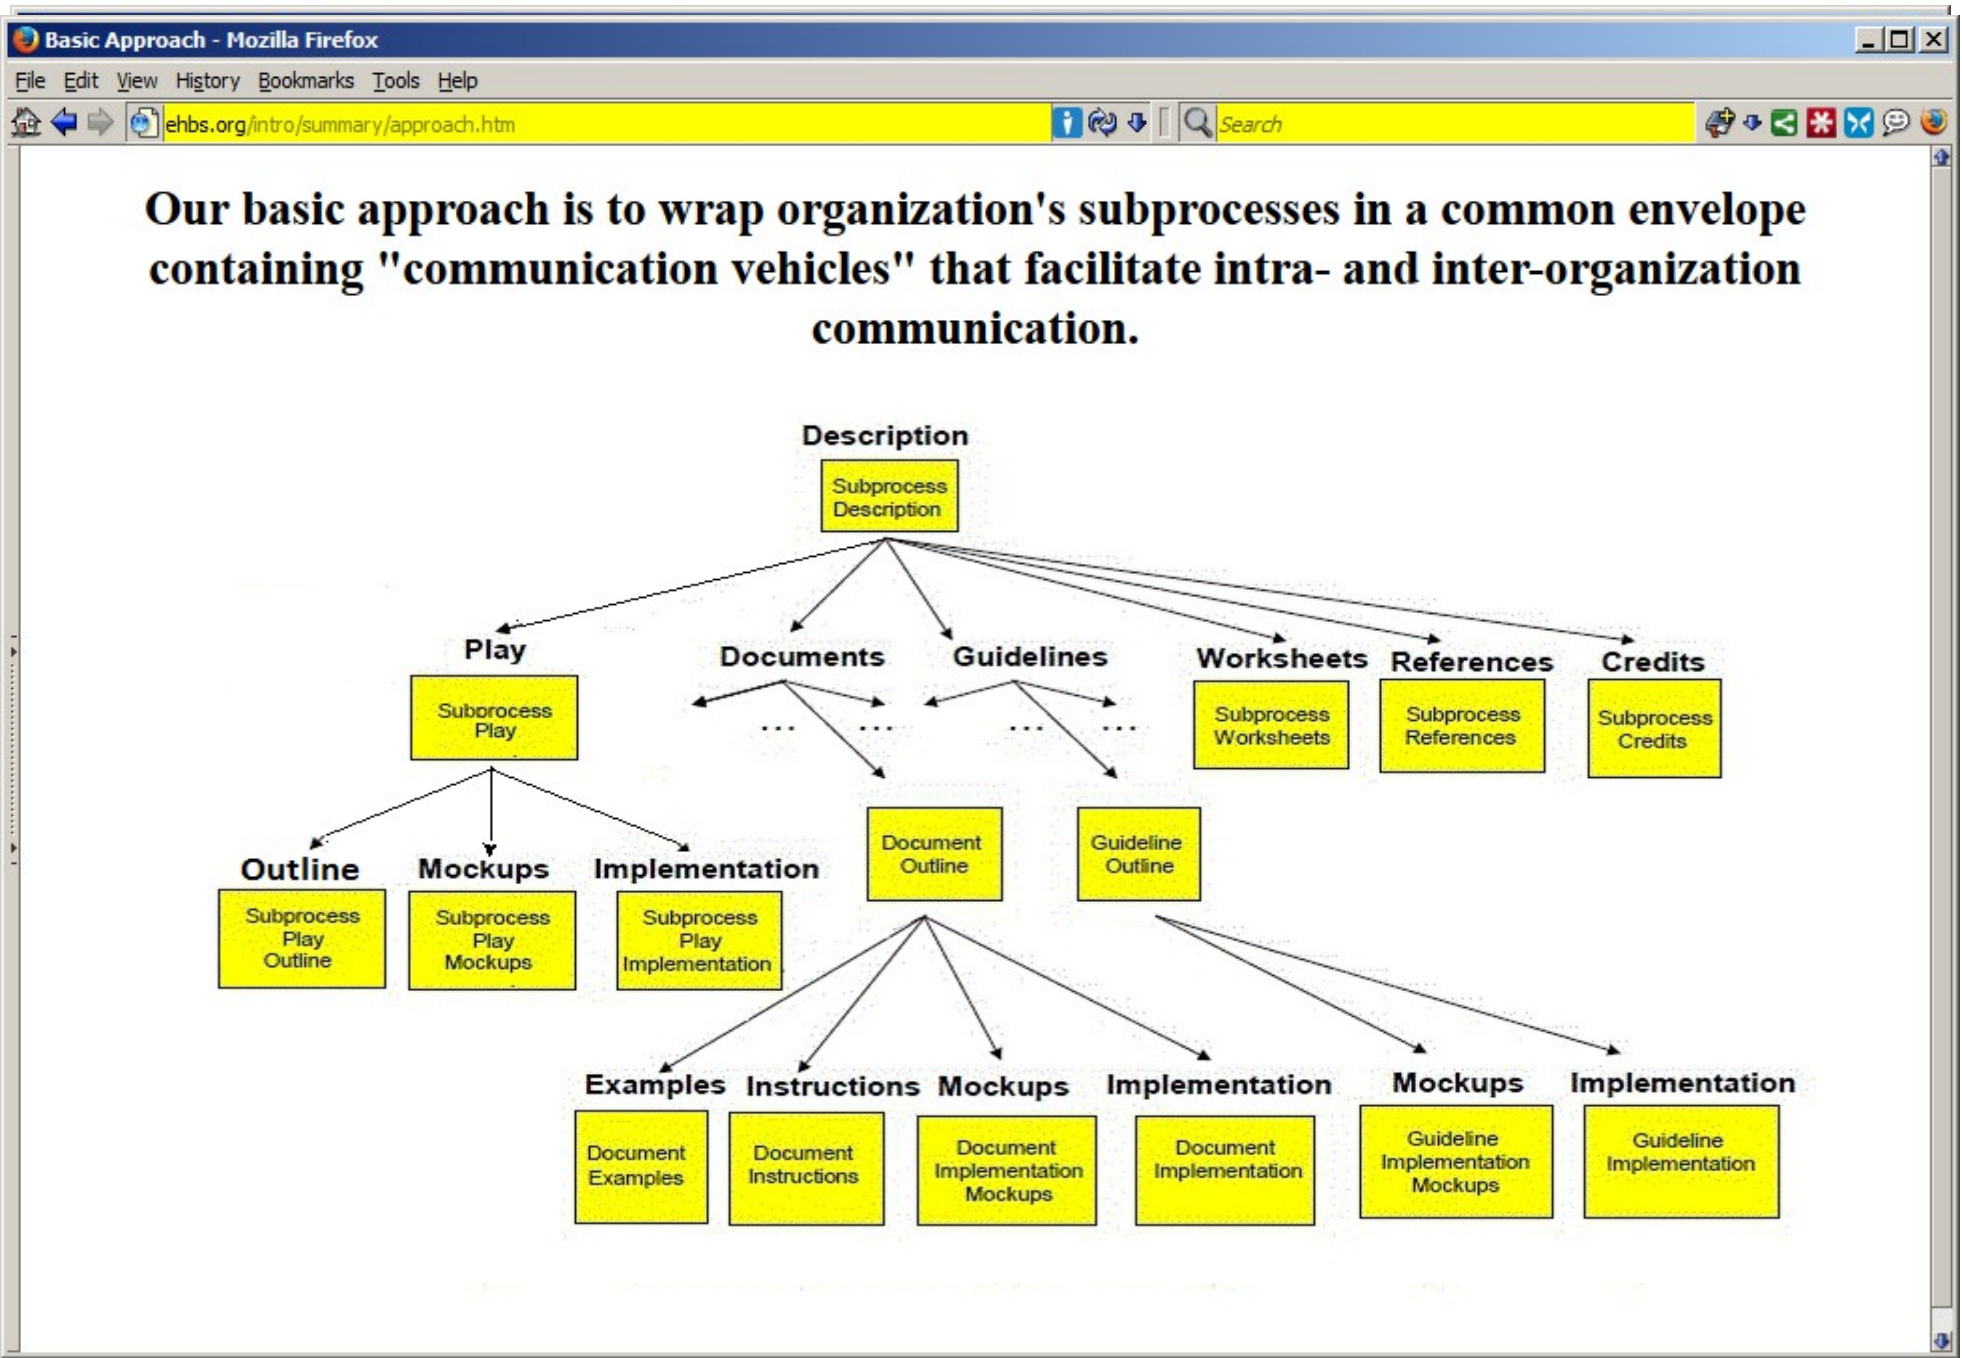 Basic Approach - Mozilla Firefox
File Edit View History Bookmarks Tools Help
ehbs.org/intro/summary/approach.htm
Search
Our basic approach is to wrap organization's subprocesses in a common envelope
containing "communication vehicles" that facilitate intra- and inter-organization
communication.
Description
Subprocess
Description
Play
Documents
Guidelines
Worksheets
References
Credits
Subprocess
Play
Subprocess
Worksheets
Subprocess
References
Subprocess
Credits
... ... ... ...
Document
Outline
Guideline
Outline
Outline
Mockups
Implementation
Subprocess
Play
Outline
Subprocess
Play
Mockups
Subprocess
Play
Implementation
Examples
Instructions
Mockups
Implementation
Mockups
Implementation
Document
Examples
Document
Instructions
Document
Implementation
Mockups
Document
Implementation
Guideline
Implementation
Mockups
Guideline
Implementation